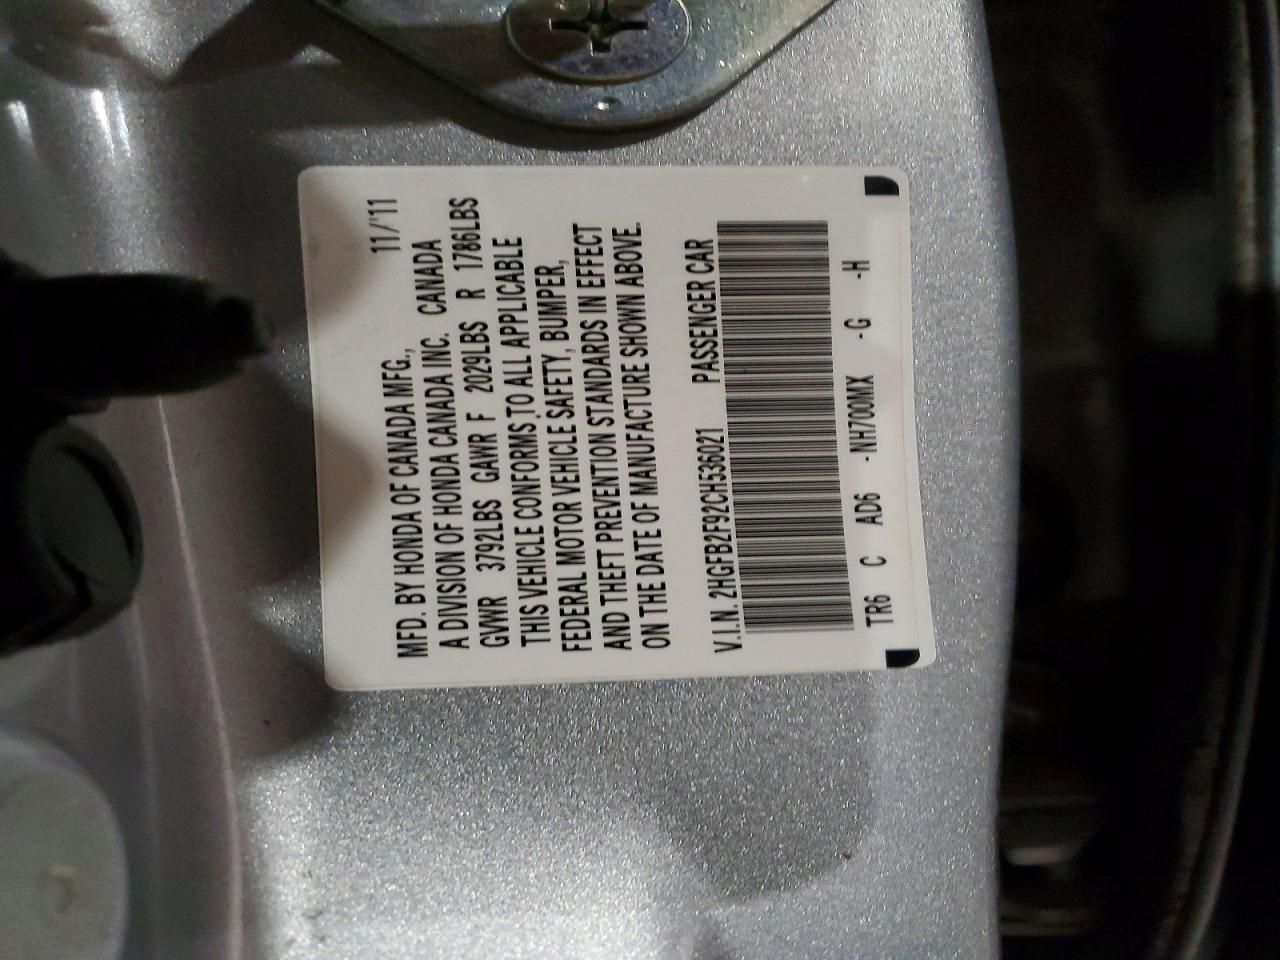 11/'11
MFD. BY HONDA OF CANADA MFG.,
A DIVISION OF HONDA CANADA INC. CANADA
GVWR 3792LBS GAWR F 2029LBS R 1786LBS
THIS VEHICLE CONFORMS TO ALL APPLICABLE
FEDERAL MOTOR VEHICLE SAFETY, BUMPER,
AND THEFT PREVENTION STANDARDS IN EFFECT
ON THE DATE OF MANUFACTURE SHOWN ABOVE.
V.I.N. 2HGFB2F92CH536021 PASSENGER CAR
TR6 C AD6 - NH700MX -G -H